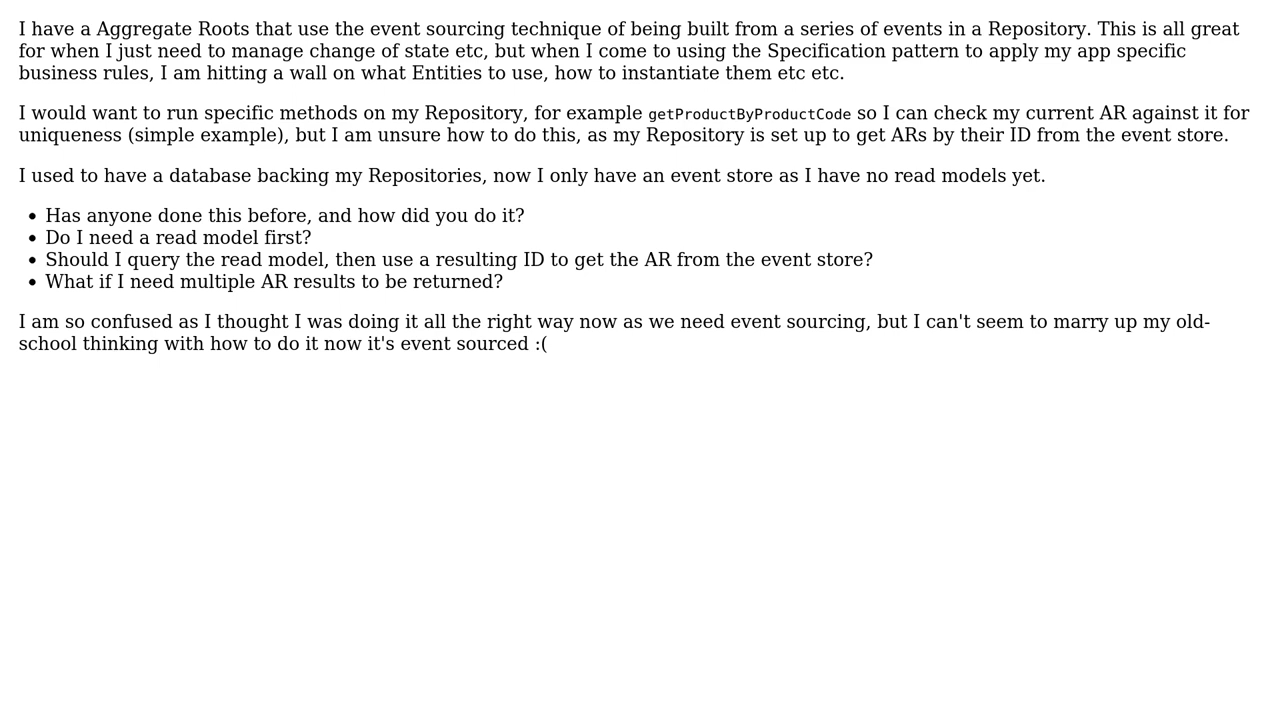 I have a Aggregate Roots that use the event sourcing technique of being built from a series of events in a Repository. This is all great
for when I just need to manage change of state etc, but when I come to using the Specification pattern to apply my app specific
business rules, I am hitting a wall on what Entities to use, how to instantiate them etc etc.
I would want to run specific methods on my Repository, for example getProductByProductCode so I can check my current AR against it for
uniqueness (simple example), but I am unsure how to do this, as my Repository is set up to get ARs by their ID from the event store.
I used to have a database backing my Repositories, now I only have an event store as I have no read models yet.
• Has anyone done this before, and how did you do it?
• Do I need a read model first?
• Should I query the read model, then use a resulting ID to get the AR from the event store?
• What if I need multiple AR results to be returned?
I am so confused as I thought I was doing it all the right way now as we need event sourcing, but I can't seem to marry up my old-
school thinking with how to do it now it's event sourced :(